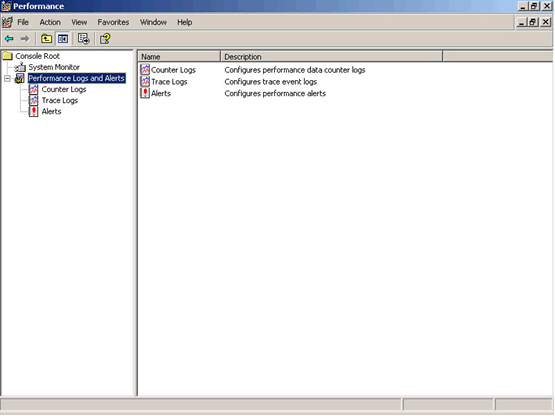 Performance
File Action View Favorites Window Help
Console Root
System Monitor
Performance Logs and Alerts
Counter Logs
Trace Logs
Alerts
Name Description
Counter Logs Configures performance data counter logs
Trace Logs Configures trace event logs
Alerts Configures performance alerts